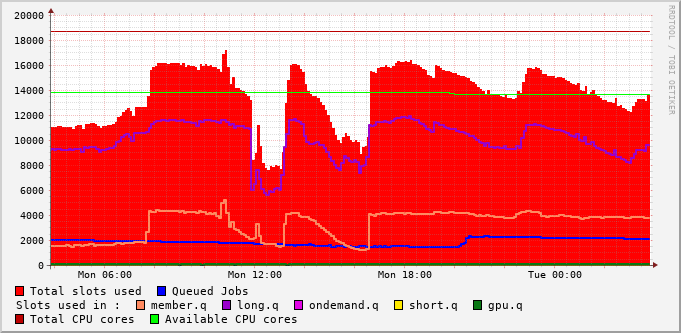 20000
18000
16000
14000
12000
10000
8000
6000
4000
2000
0
Mon 06:00 Mon 12:00 Mon 18:00 Tue 00:00
RRDTOOL / TOBI OETIKER
Total slots used Queued Jobs
Slots used in : member.q long.q ondemand.q short.q gpu.q
Total CPU cores Available CPU cores